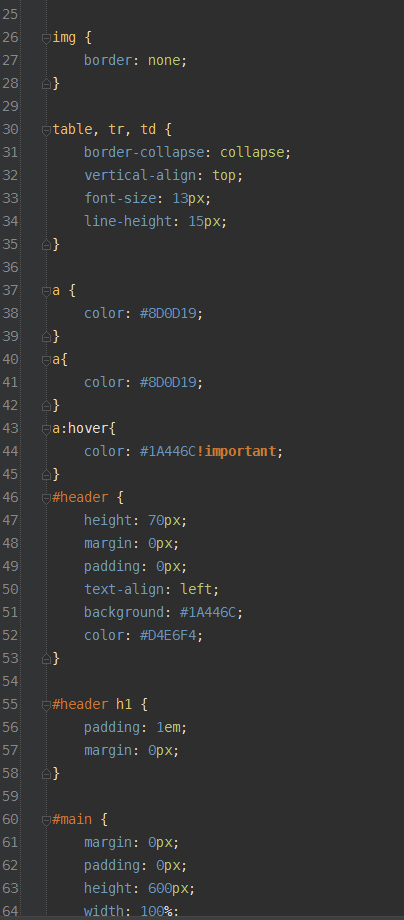 25
26 img {
27 border: none;
28 }
29
30 table, tr, td {
31 border-collapse: collapse;
32 vertical-align: top;
33 font-size: 13px;
34 line-height: 15px;
35 }
36
37 a {
38 color: #8D0D19;
39 }
40 a{
41 color: #8D0D19;
42 }
43 a:hover{
44 color: #1A446C!important;
45 }
46 #header {
47 height: 70px;
48 margin: 0px;
49 padding: 0px;
50 text-align: left;
51 background: #1A446C;
52 color: #D4E6F4;
53 }
54
55 #header h1 {
56 padding: 1em;
57 margin: 0px;
58 }
59
60 #main {
61 margin: 0px;
62 padding: 0px;
63 height: 600px;
64 width: 100%;